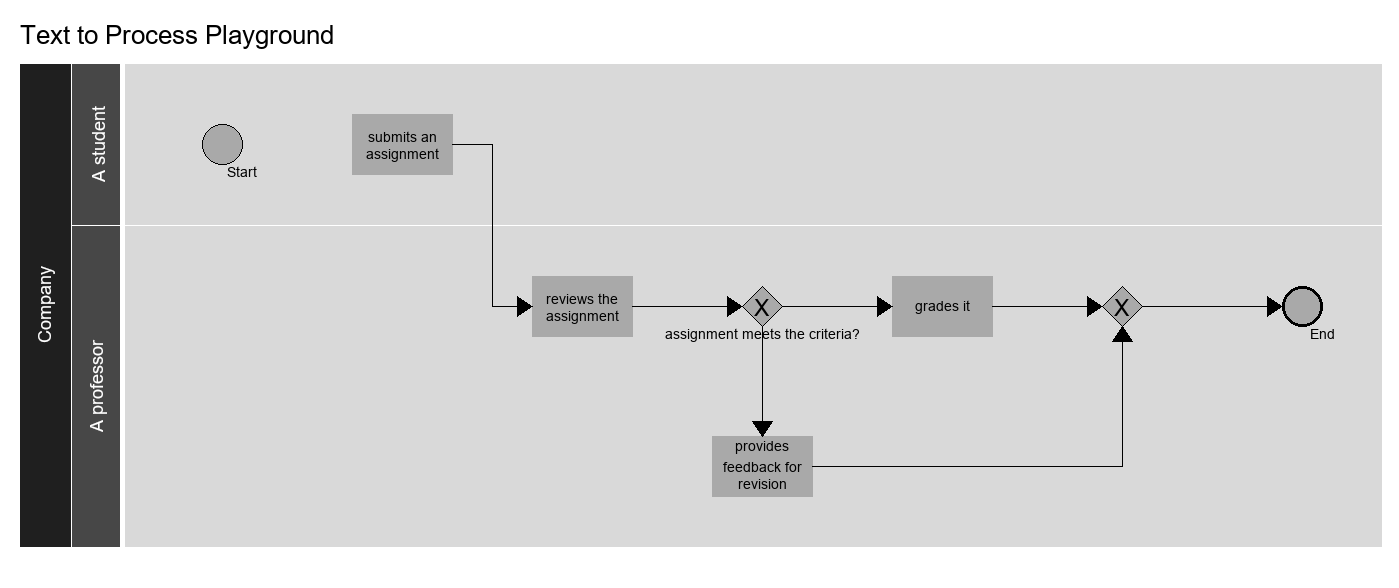 Text to Process Playground
Company
A student
Start
submits an
assignment
A professor
reviews the
assignment
X
assignment meets the criteria?
grades it
X
End
provides
feedback for
revision